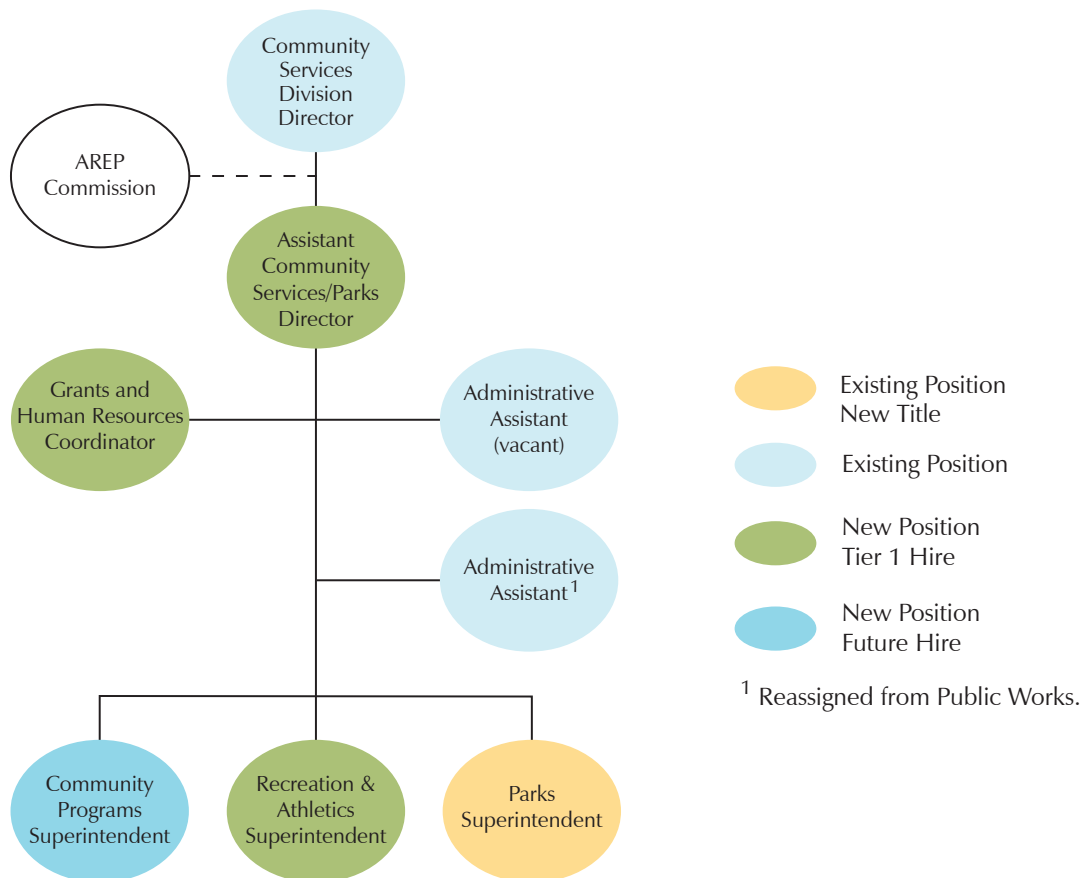 Community
Services
Division
Director
AREP
Commission
Assistant
Community
Services/Parks
Director
Grants and
Human Resources
Coordinator
Administrative
Assistant
(vacant)
Administrative
Assistant¹
Community
Programs
Superintendent
Recreation &
Athletics
Superintendent
Parks
Superintendent
Existing Position
New Title
Existing Position
New Position
Tier 1 Hire
New Position
Future Hire
¹ Reassigned from Public Works.